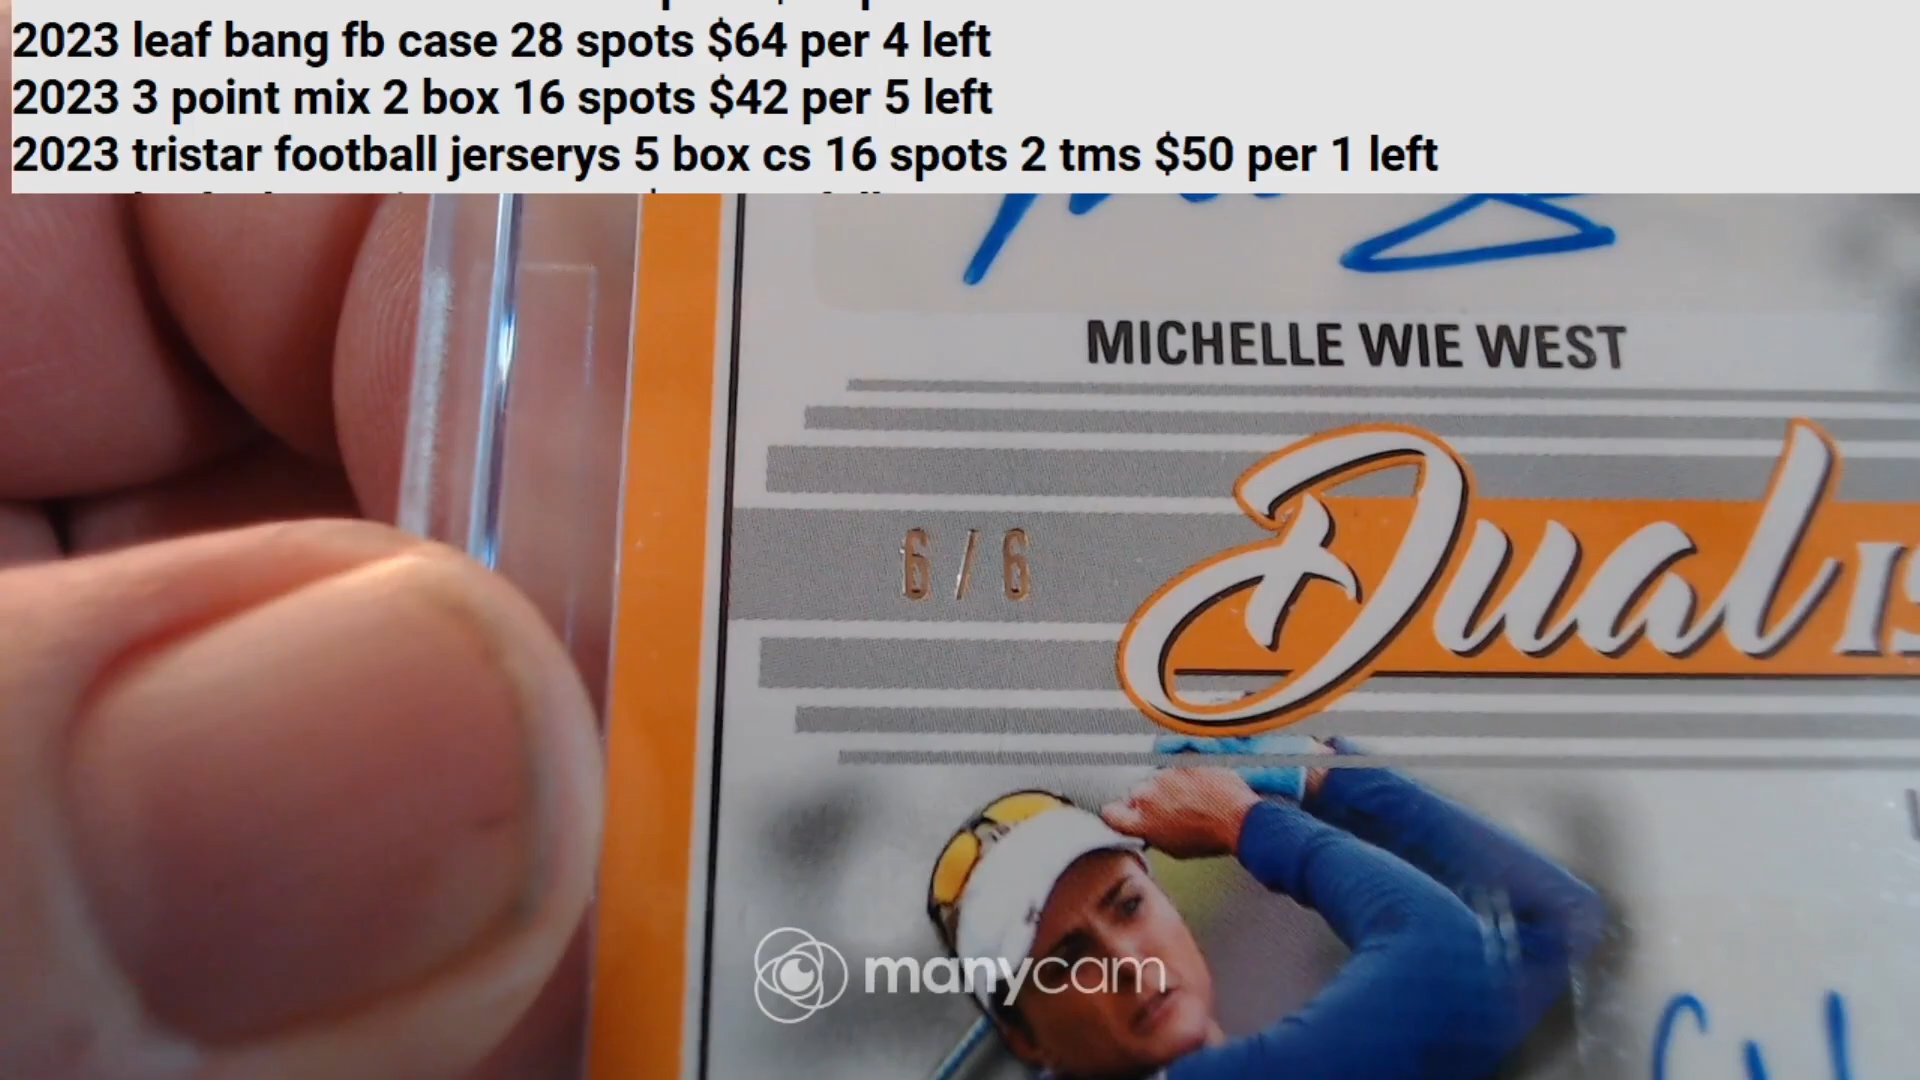 2023 leaf bang fb case 28 spots $64 per 4 left
2023 3 point mix 2 box 16 spots $42 per 5 left
2023 tristar football jerserys 5 box cs 16 spots 2 tms $50 per 1 left
MICHELLE WIE WEST
6/6
Dual
manycam